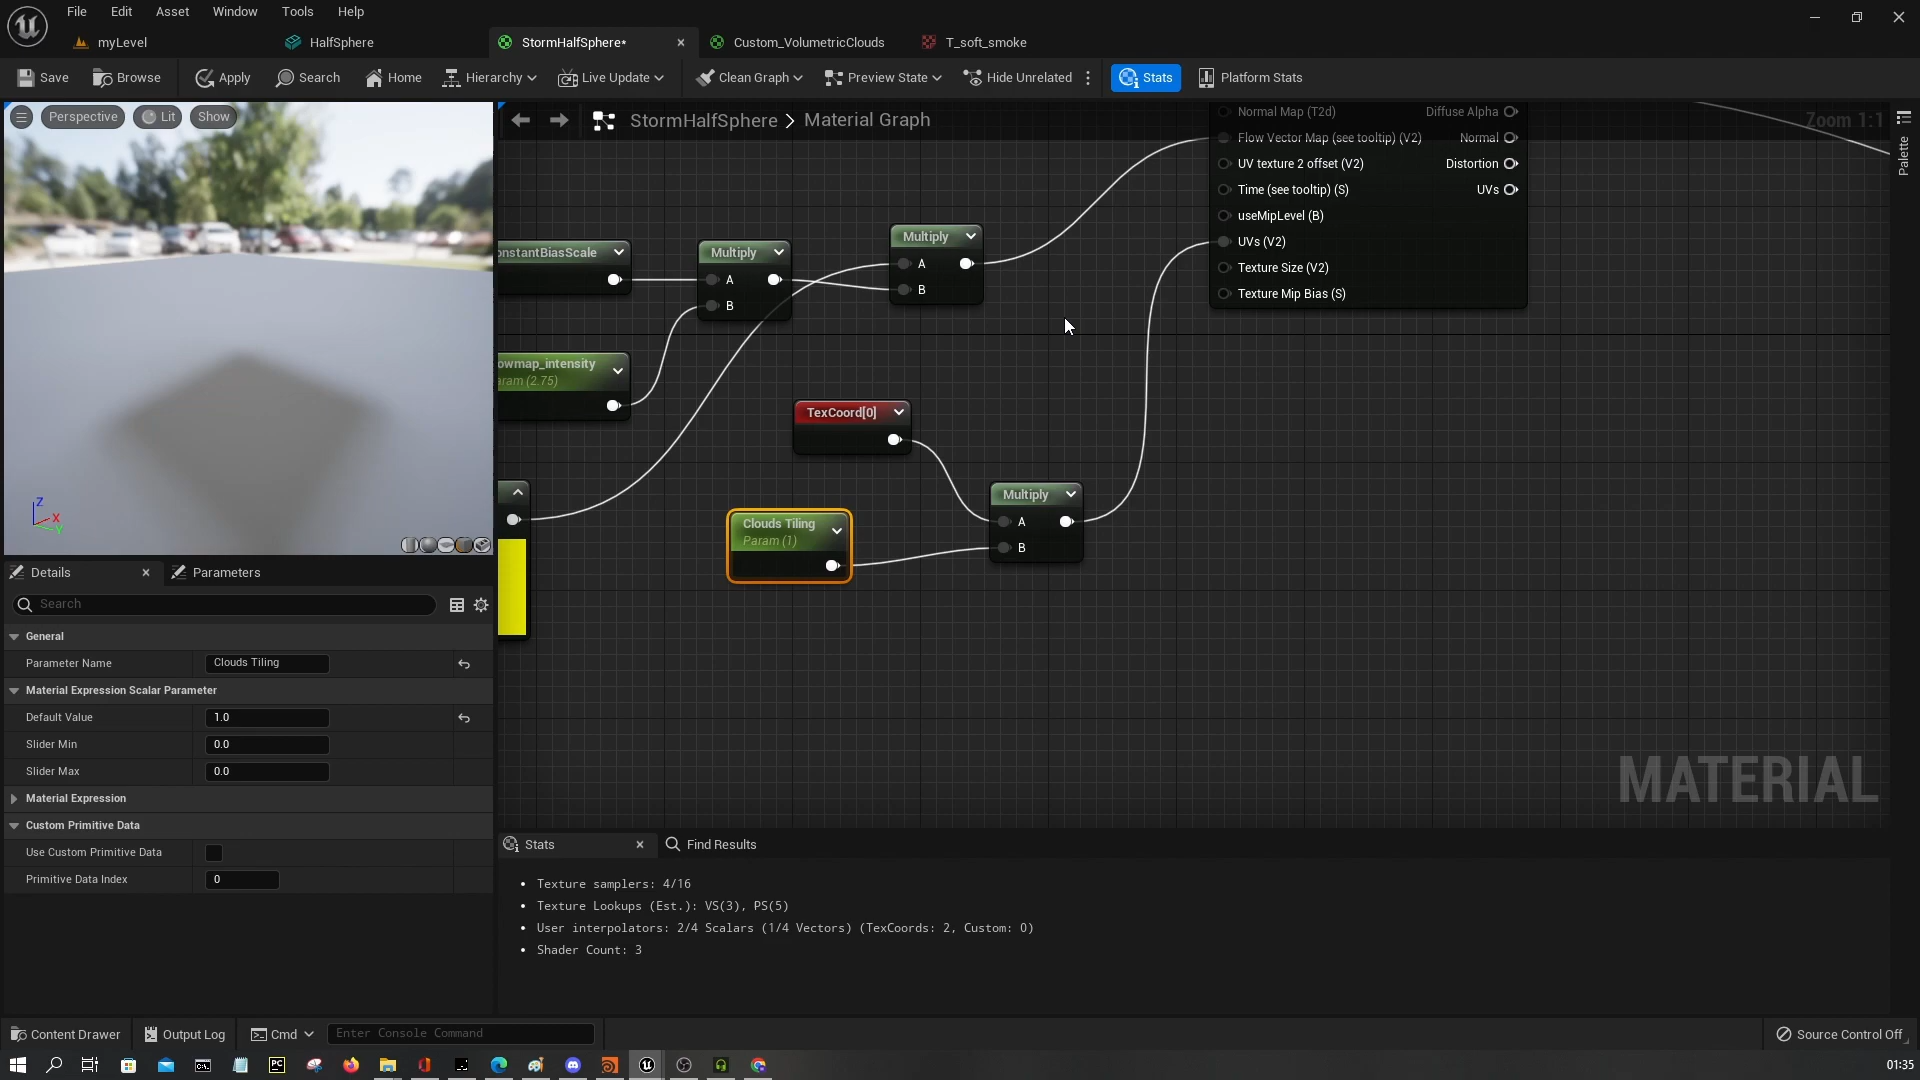 File Edit Asset Window Tools Help
myLevel HalfSphere StormHalfSphere* Custom_VolumetricClouds T_soft_smoke
Save Browse Apply Search Home Hierarchy Live Update Clean Graph Preview State Hide Unrelated Stats Platform Stats
Perspective Lit Show
StormHalfSphere > Material Graph
Zoom 1:1
Palette
Normal Map (T2d) Diffuse Alpha
Flow Vector Map (see tooltip) (V2) Normal
UV texture 2 offset (V2) Distortion
Time (see tooltip) (S) UVs
useMipLevel (B)
UVs (V2)
Texture Size (V2)
Texture Mip Bias (S)
onstantBiasScale
Multiply
A
B
Multiply
A
B
owmap_intensity
aram (2.75)
TexCoord[0]
Clouds Tiling
Param (1)
Multiply
A
B
MATERIAL
Z
X
Y
Details Parameters
Search
General
Parameter Name Clouds Tiling
Material Expression Scalar Parameter
Default Value 1.0
Slider Min 0.0
Slider Max 0.0
Material Expression
Custom Primitive Data
Use Custom Primitive Data
Primitive Data Index 0
Stats Find Results
• Texture samplers: 4/16
• Texture Lookups (Est.): VS(3), PS(5)
• User interpolators: 2/4 Scalars (1/4 Vectors) (TexCoords: 2, Custom: 0)
• Shader Count: 3
Content Drawer Output Log Cmd Enter Console Command Source Control Off
PC
01:35